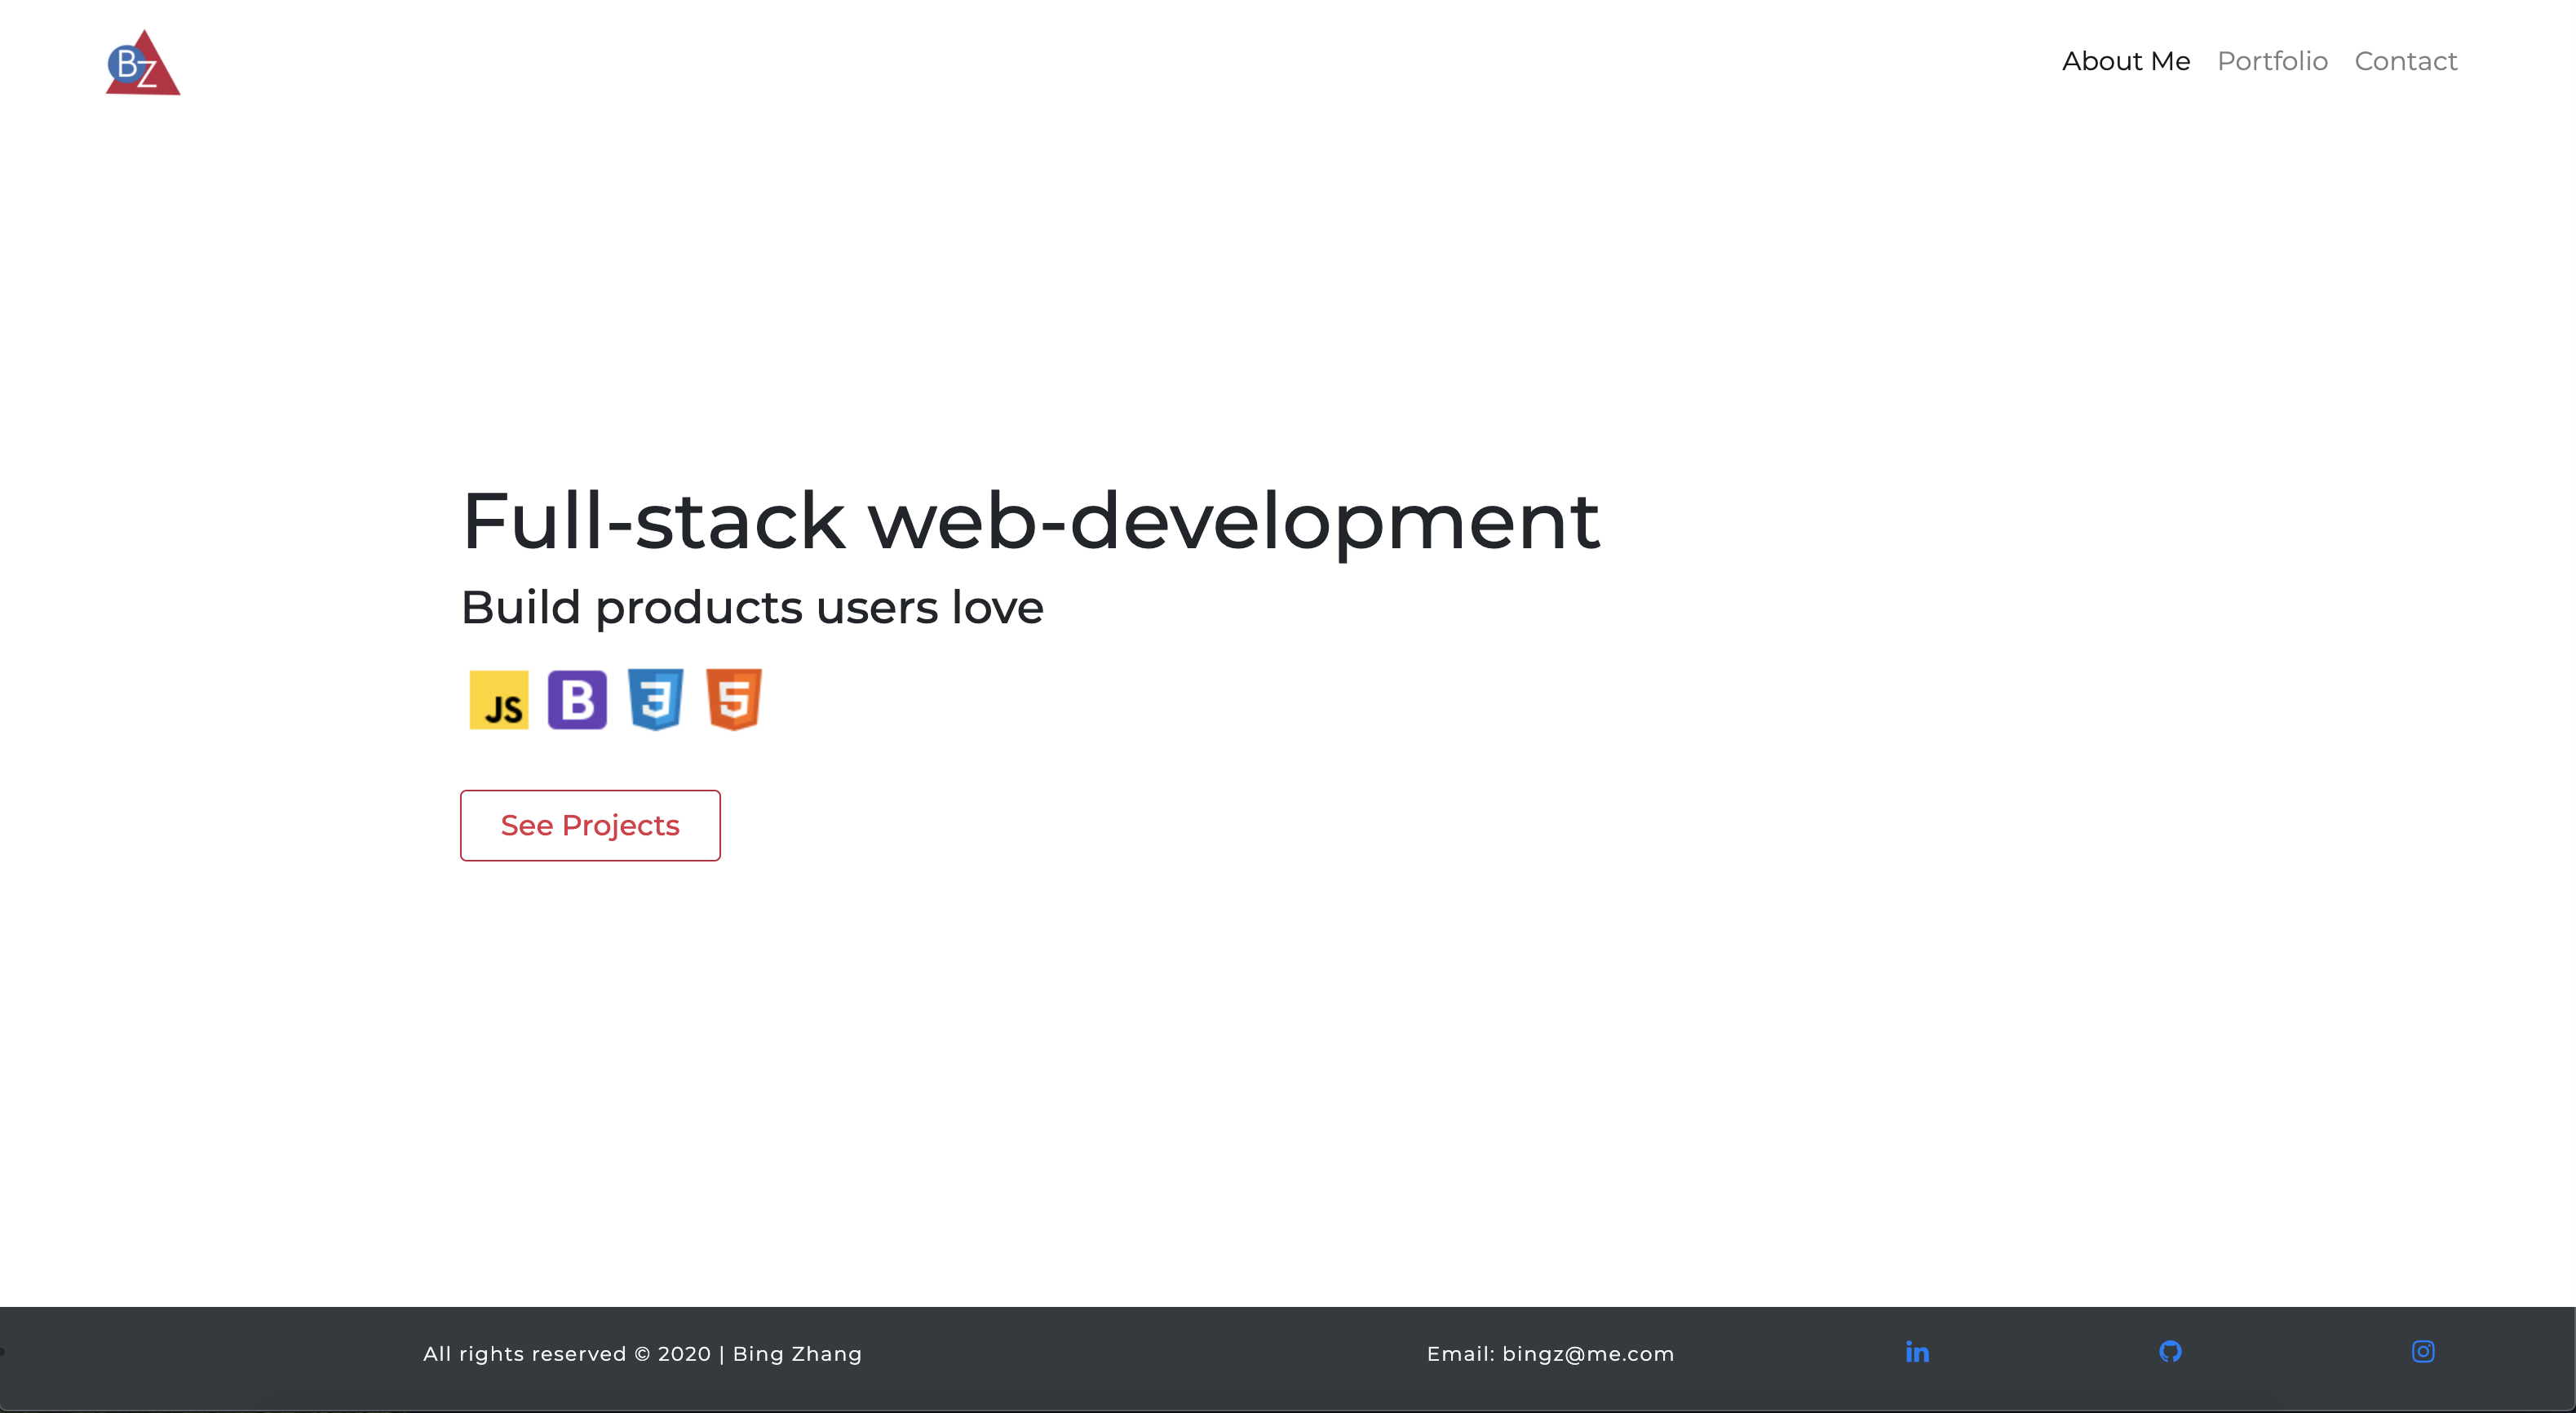 BZ
About Me Portfolio Contact
Full-stack web-development
Build products users love
JS B 3 5
See Projects
All rights reserved © 2020 | Bing Zhang Email: bingz@me.com in